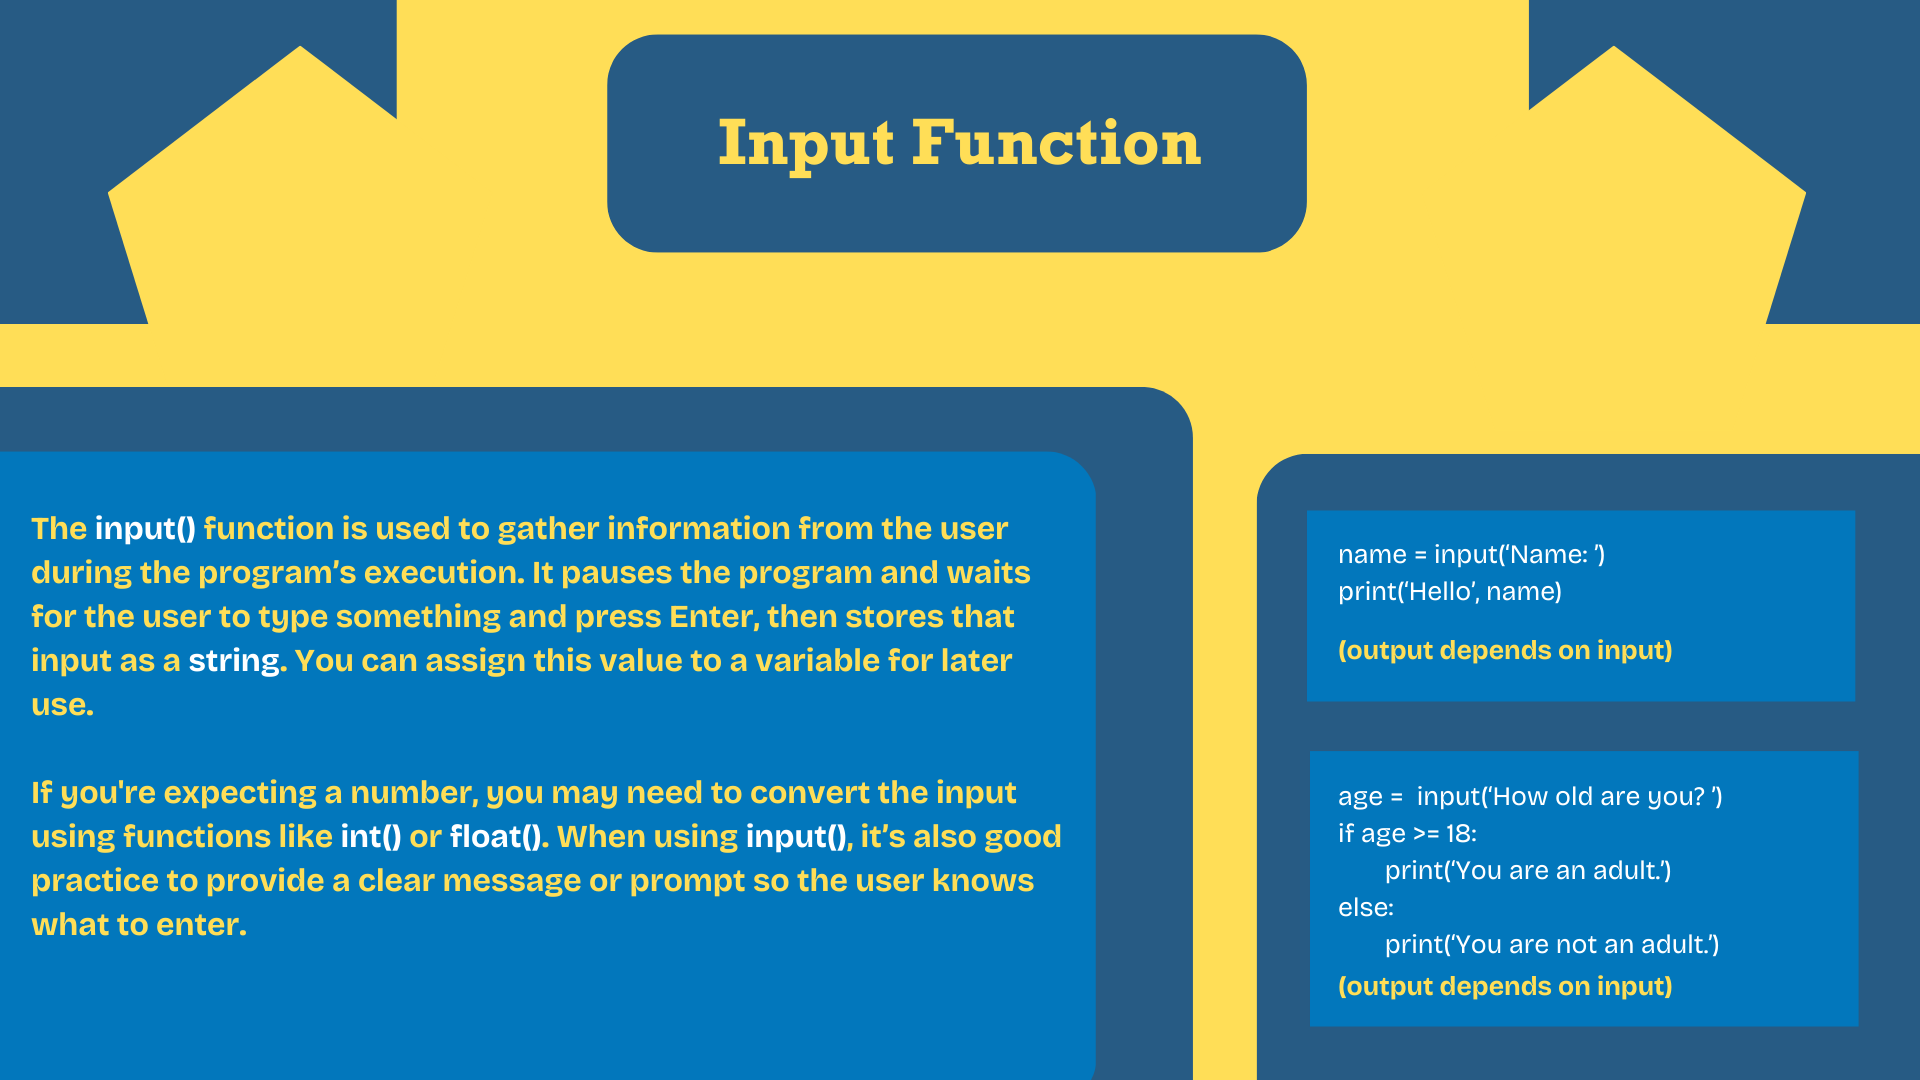 Input Function
The input() function is used to gather information from the user
during the program’s execution. It pauses the program and waits
for the user to type something and press Enter, then stores that
input as a string. You can assign this value to a variable for later
use.
If you're expecting a number, you may need to convert the input
using functions like int() or float(). When using input(), it’s also good
practice to provide a clear message or prompt so the user knows
what to enter.
name = input(‘Name: ’)
print(‘Hello’, name)
(output depends on input)
age =  input(‘How old are you? ’)
if age >= 18:
    print(‘You are an adult.’)
else:
    print(‘You are not an adult.’)
(output depends on input)